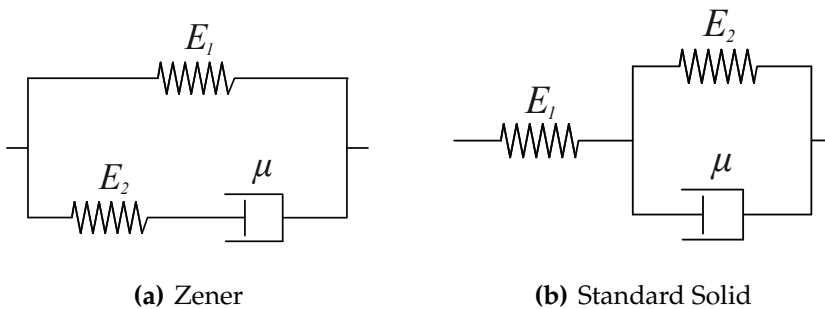 E₁
E₂
μ
E₁
E₂
μ
(a) Zener
(b) Standard Solid